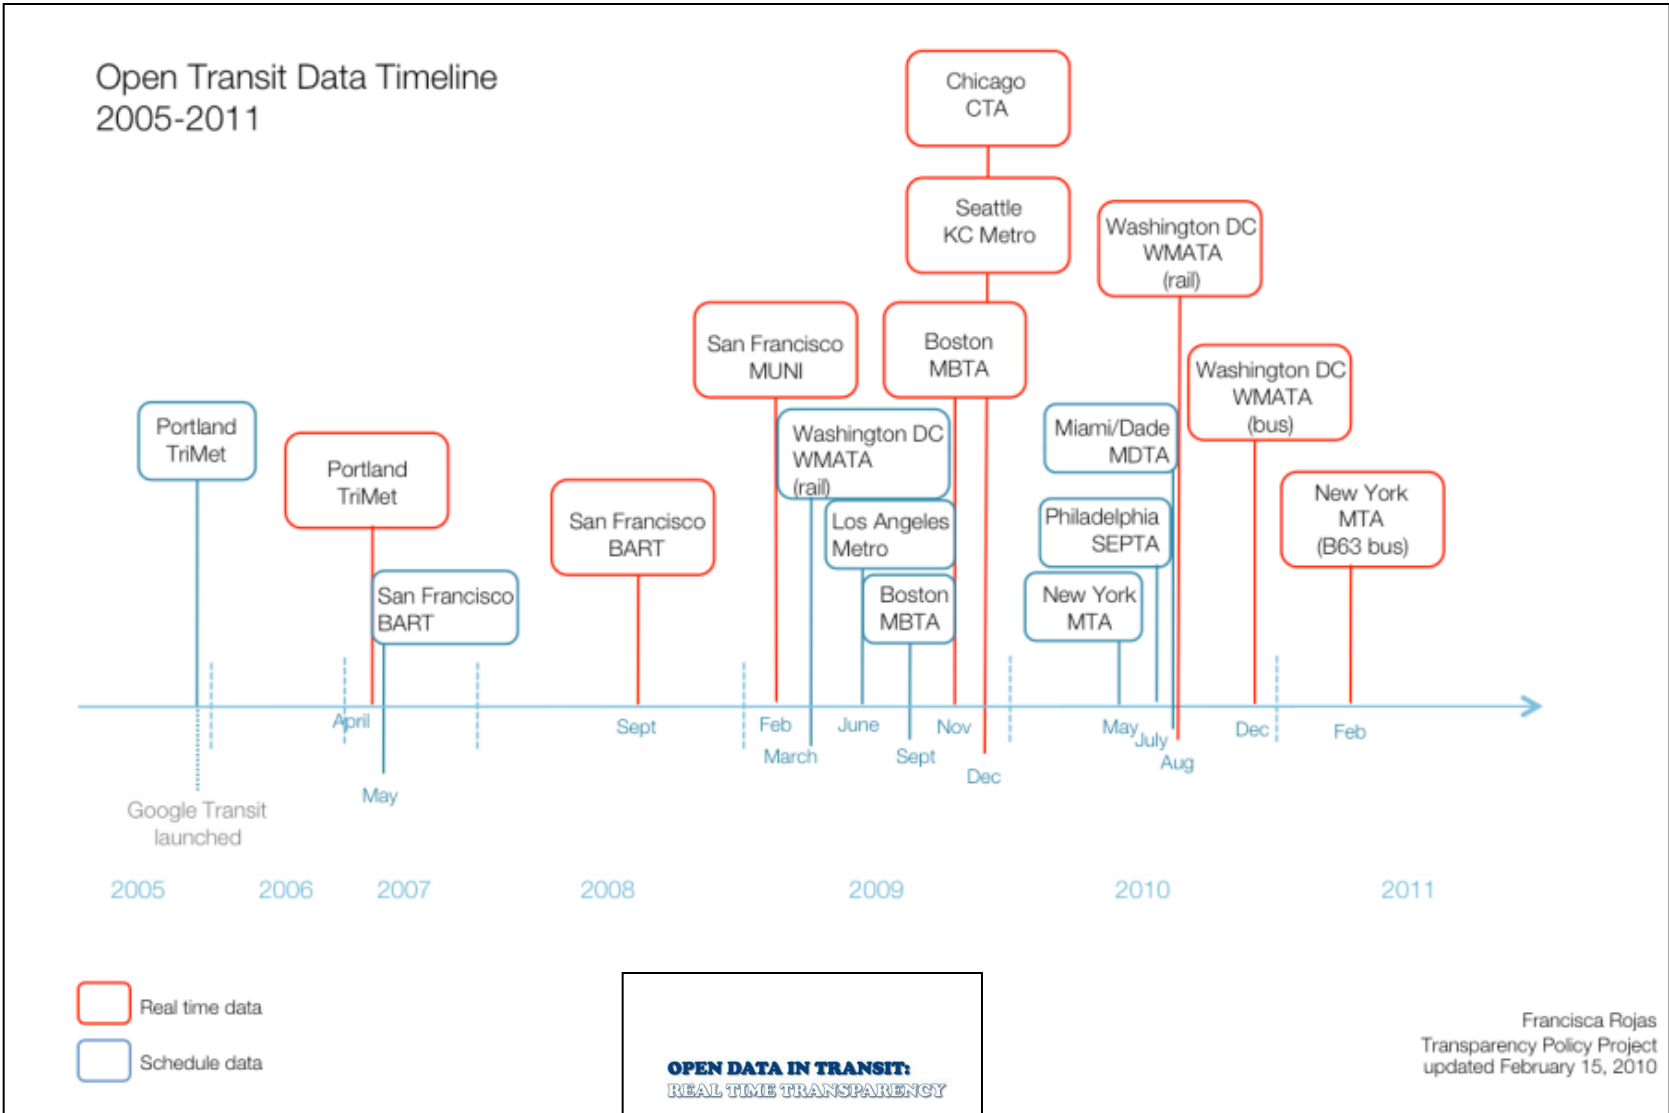 Open Transit Data Timeline
2005-2011
Chicago
CTA
Seattle
KC Metro
Washington DC
WMATA
(rail)
San Francisco
MUNI
Boston
MBTA
Washington DC
WMATA
(bus)
Portland
TriMet
Portland
TriMet
Washington DC
WMATA
(rail)
Miami/Dade
MDTA
San Francisco
BART
Los Angeles
Metro
Philadelphia
SEPTA
New York
MTA
(B63 bus)
San Francisco
BART
Boston
MBTA
New York
MTA
April
May
Sept
Feb
March
June
Sept
Nov
Dec
May
July
Aug
Dec
Feb
Google Transit
launched
2005
2006
2007
2008
2009
2010
2011
Real time data
Schedule data
OPEN DATA IN TRANSIT:
REAL TIME TRANSPARENCY
Francisca Rojas
Transparency Policy Project
updated February 15, 2010